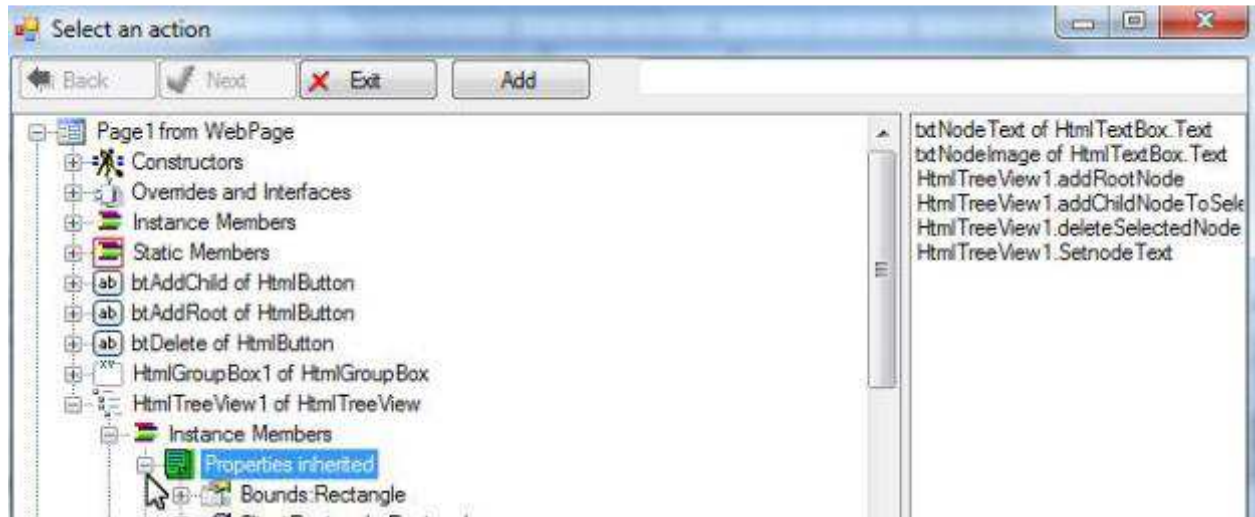 Select an action
Back Next Exit Add
Page1 from WebPage
Constructors
Overrides and Interfaces
Instance Members
Static Members
btAddChild of HtmlButton
btAddRoot of HtmlButton
btDelete of HtmlButton
HtmlGroupBox1 of HtmlGroupBox
HtmlTreeView1 of HtmlTreeView
Instance Members
Properties inherited
Bounds:Rectangle
txtNodeText of HtmlTextBox.Text
txtNodeImage of HtmlTextBox.Text
HtmlTreeView1.addRootNode
HtmlTreeView1.addChildNodeToSele
HtmlTreeView1.deleteSelectedNode
HtmlTreeView1.SetnodeText